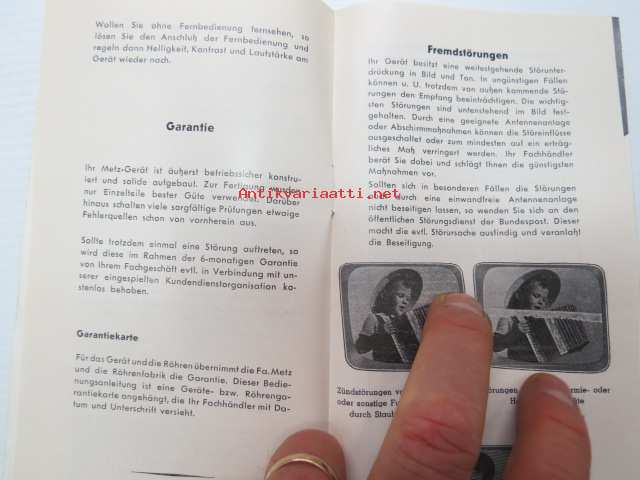 Wollen Sie ohne Fernbedienung fernsehen, so
lösen Sie den Anschluß der Fernbedienung und
regeln dann Helligkeit, Kontrast und Lautstärke am
Gerät wieder nach.
Garantie
Ihr Metz-Gerät ist äußerst betriebssicher konstru-
iert und solide aufgebaut. Zur Fertigung wurden
nur Einzelteile bester Güte verwendet. Darüber
hinaus schalten viele sorgfältige Prüfungen etwaige
Fehlerquellen schon von vornherein aus.
Sollte trotzdem einmal eine Störung auftreten, so
wird diese im Rahmen der 6-monatigen Garantie
von Ihrem Fachgeschäft evtl. in Verbindung mit un-
serer eingespielten Kundendienstorganisation ko-
stenlos behoben.
Garantiekarte
Für das Gerät und die Röhren übernimmt die Fa. Metz
und die Röhrenfabrik die Garantie. Dieser Bedie-
nungsanleitung ist eine Geräte- bzw. Röhrenga-
rantiekarte angehängt, die Ihr Fachhändler mit Da-
tum und Unterschrift versieht.
Fremdstörungen
Ihr Gerät besitzt eine weitestgehende Störunter-
drückung in Bild und Ton. In ungünstigen Fällen
können u. U. trotzdem von außen kommende Stö-
rungen den Empfang beeinträchtigen. Die wichtig-
sten Störungen sind untenstehend im Bild fest-
gehalten. Durch eine geeignete Antennenanlage
oder Abschirmmaßnahmen können die Störeinflüsse
ausgeschaltet oder zum mindesten auf ein erträg-
liches Maß verringert werden. Ihr Fachhändler
berät Sie dabei und schlägt Ihnen die günstigsten
Maßnahmen vor.
Sollten sich in besonderen Fällen die Störungen
auch durch eine einwandfreie Antennenanlage
nicht beseitigen lassen, so wenden Sie sich an den
öffentlichen Störungsdienst der Bundespost. Dieser
macht die evtl. Störursache ausfindig und veranlaßt
die Beseitigung.
Zündstörungen
oder sonstige
durch
oder
Antikvariaatti.net